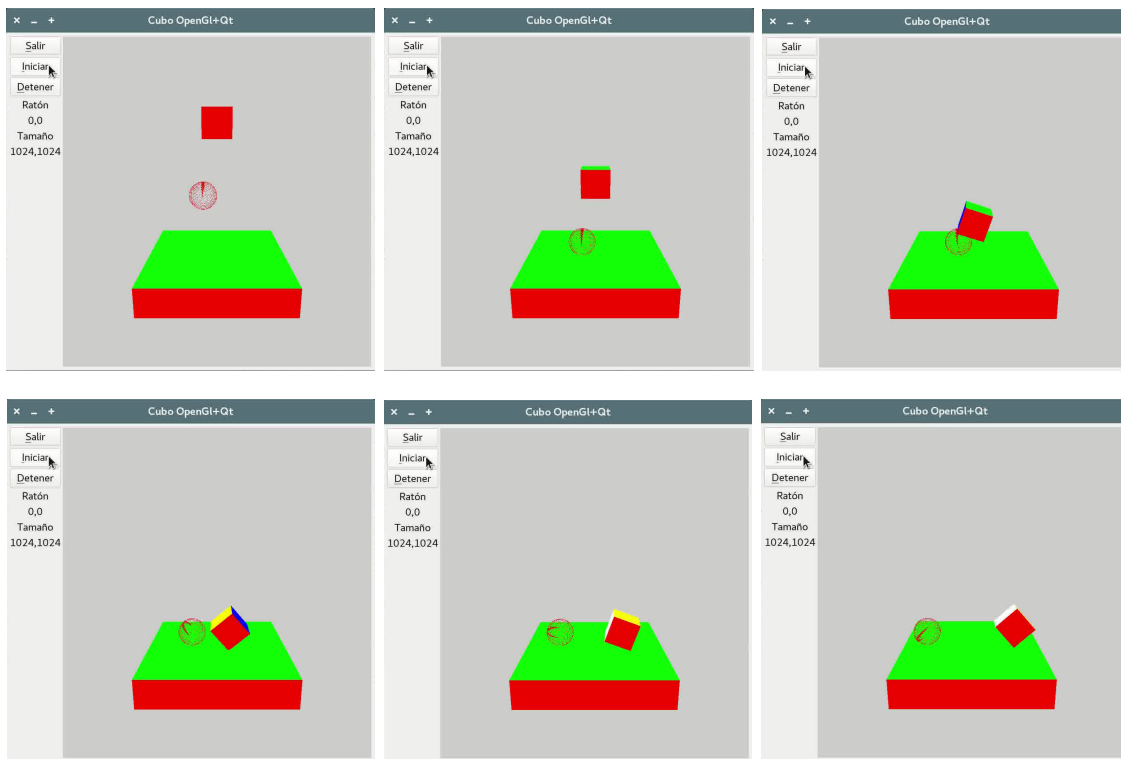 Cubo OpenGl+Qt
Salir
Iniciar
Detener
Ratón
0,0
Tamaño
1024,1024
Cubo OpenGl+Qt
Salir
Iniciar
Detener
Ratón
0,0
Tamaño
1024,1024
Cubo OpenGl+Qt
Salir
Iniciar
Detener
Ratón
0,0
Tamaño
1024,1024
Cubo OpenGl+Qt
Salir
Iniciar
Detener
Ratón
0,0
Tamaño
1024,1024
Cubo OpenGl+Qt
Salir
Iniciar
Detener
Ratón
0,0
Tamaño
1024,1024
Cubo OpenGl+Qt
Salir
Iniciar
Detener
Ratón
0,0
Tamaño
1024,1024